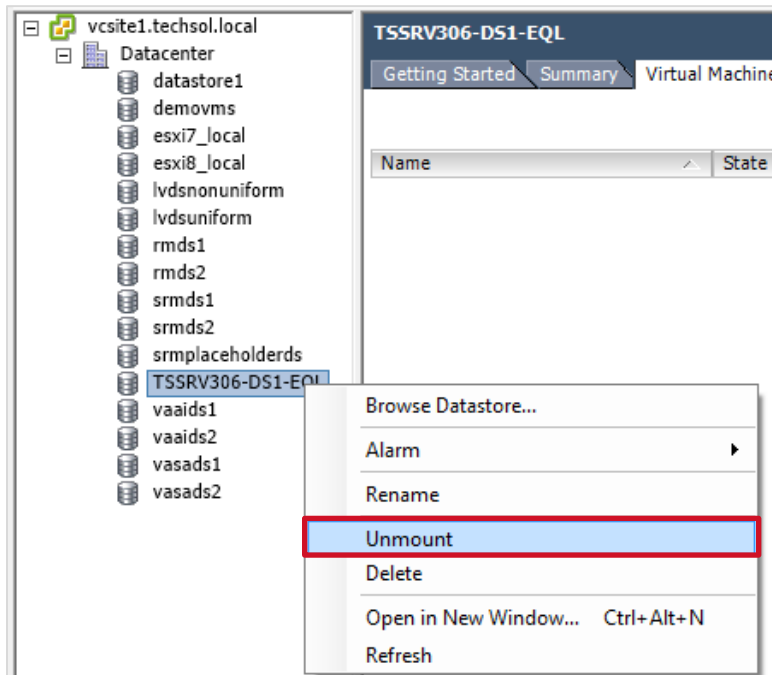 vcsite1.techsol.local
Datacenter
datastore1
demovms
esxi7_local
esxi8_local
lvdsnonuniform
lvdsuniform
rmds1
rmds2
srmds1
srmds2
srmplaceholderds
TSSRV306-DS1-EQL
vaaids1
vaaids2
vasads1
vasads2
TSSRV306-DS1-EQL
Getting Started Summary Virtual Machine
Name State
Browse Datastore...
Alarm
Rename
Unmount
Delete
Open in New Window... Ctrl+Alt+N
Refresh